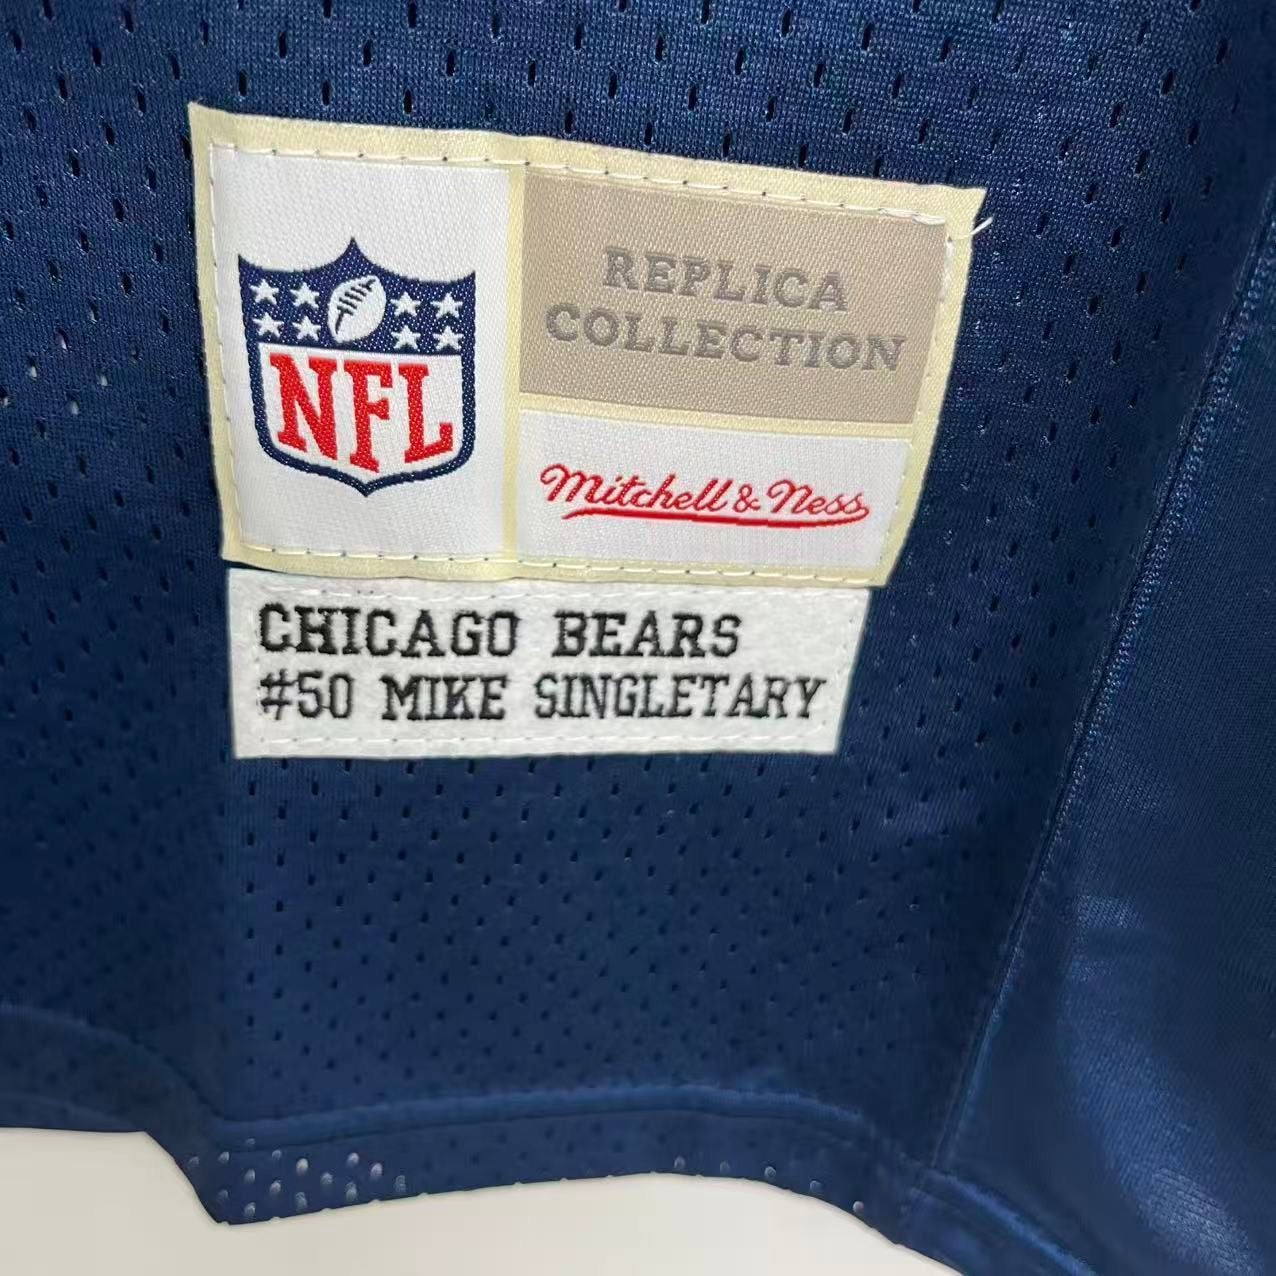 NFL
REPLICA
COLLECTION
Mitchell & Ness
CHICAGO BEARS
#50 MIKE SINGLETARY